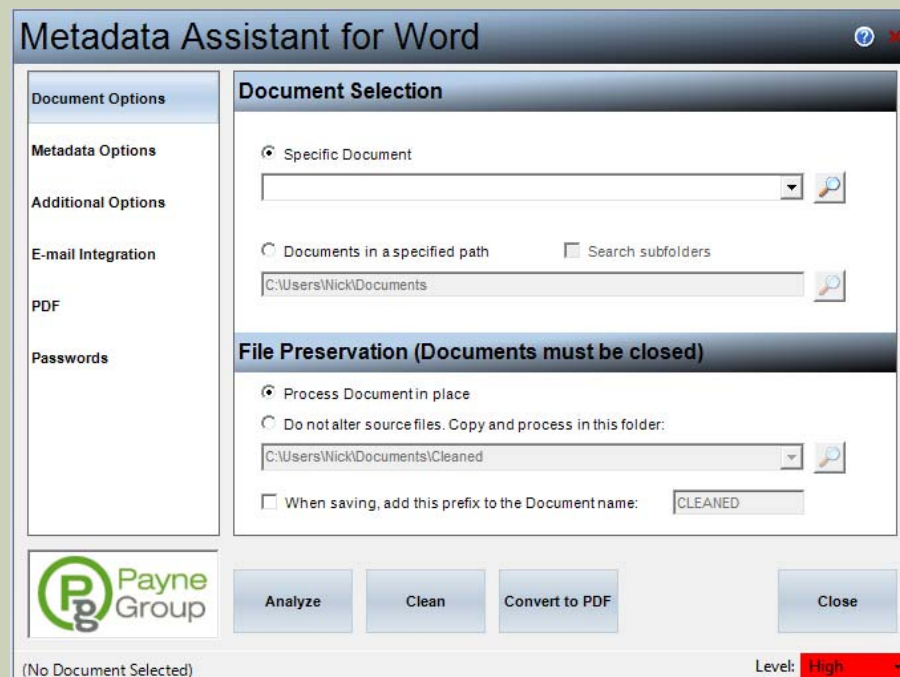 Metadata Assistant for Word
Document Options
Metadata Options
Additional Options
E-mail Integration
PDF
Passwords
Document Selection
Specific Document
Documents in a specified path Search subfolders
C:\Users\Nick\Documents
File Preservation (Documents must be closed)
Process Document in place
Do not alter source files. Copy and process in this folder:
C:\Users\Nick\Documents\Cleaned
When saving, add this prefix to the Document name: CLEANED
Pg Payne
Group
Analyze Clean Convert to PDF Close
(No Document Selected) Level: High